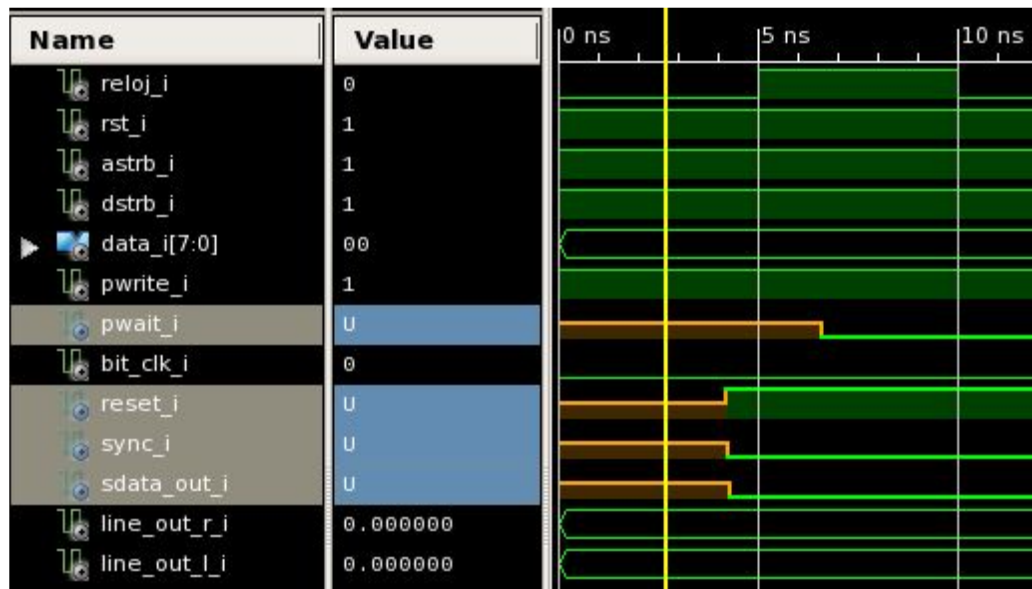 Name Value 0 ns 5 ns 10 ns
reloj_i 0
rst_i 1
astrb_i 1
dstrb_i 1
data_i[7:0] 00
pwrite_i 1
pwait_i U
bit_clk_i 0
reset_i U
sync_i U
sdata_out_i U
line_out_r_i 0.000000
line_out_l_i 0.000000